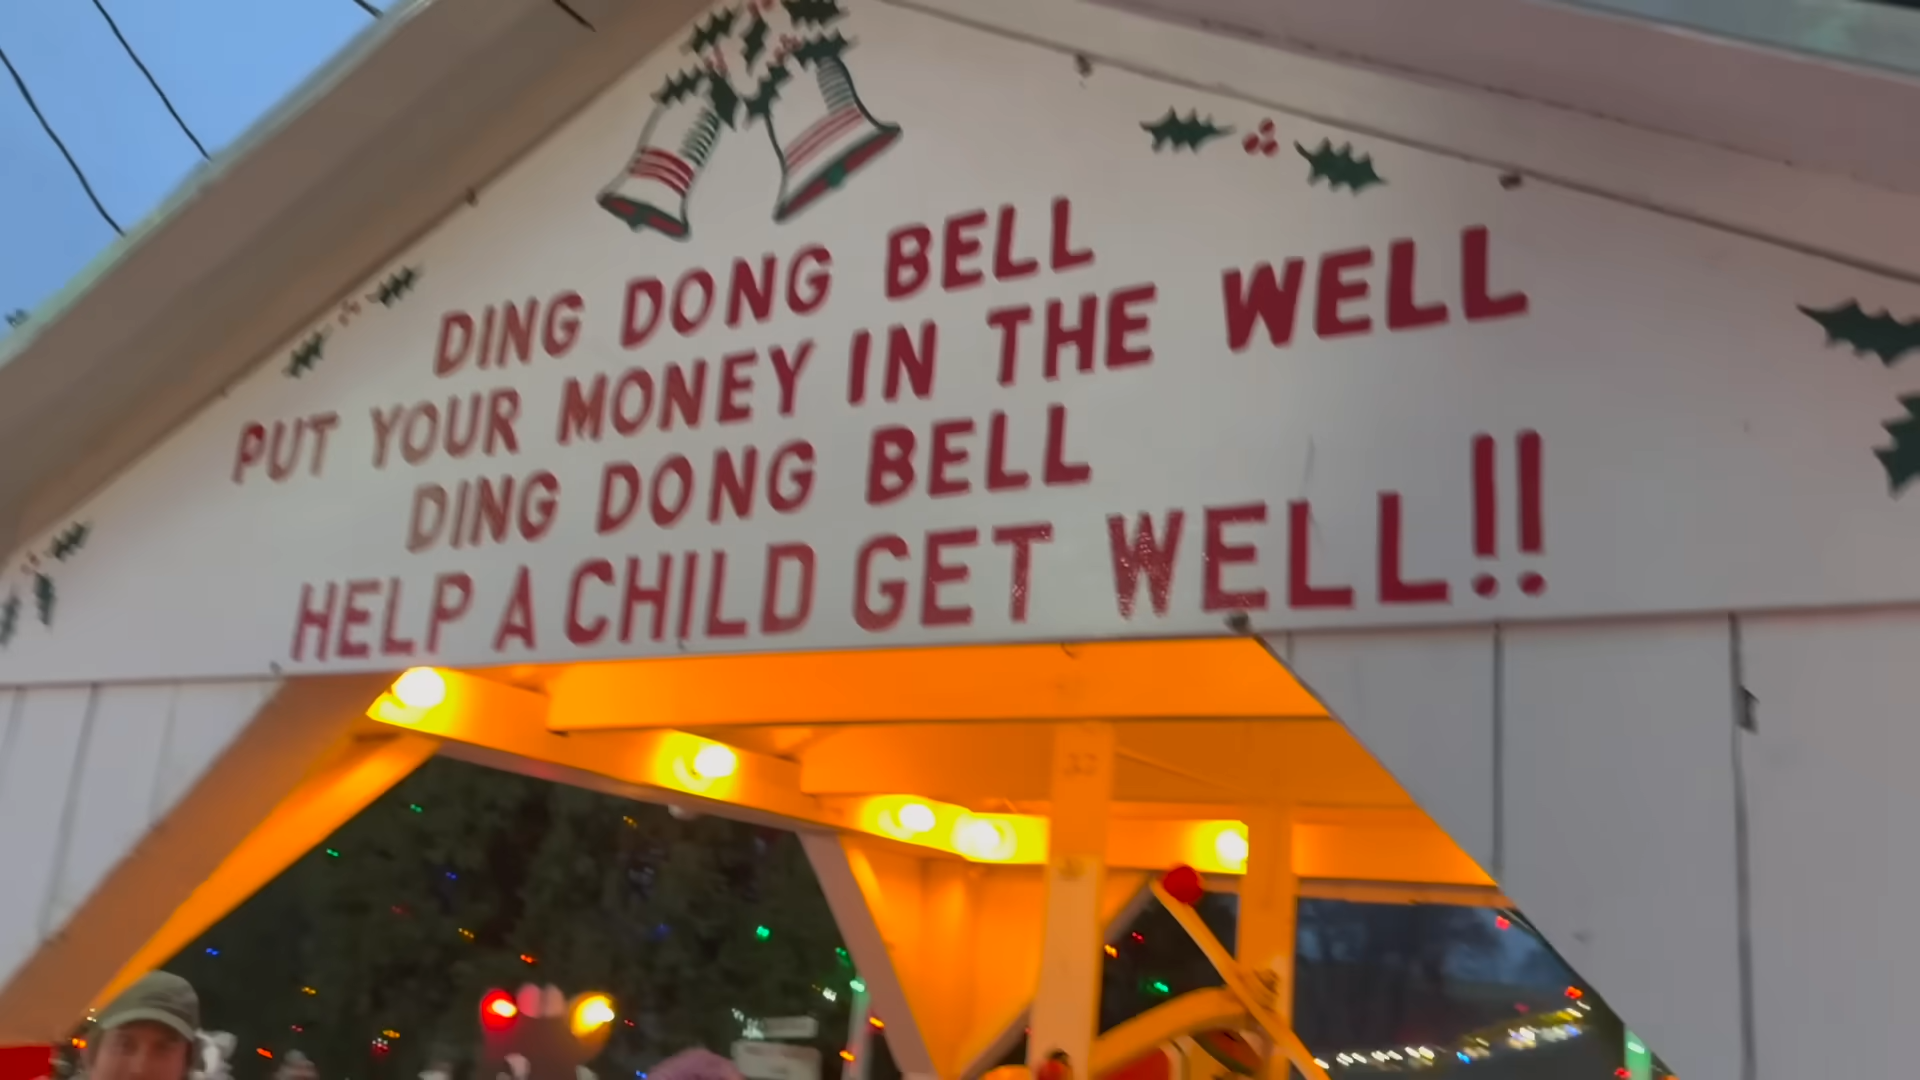 DING DONG BELL
PUT YOUR MONEY IN THE WELL
DING DONG BELL
HELP A CHILD GET WELL!!